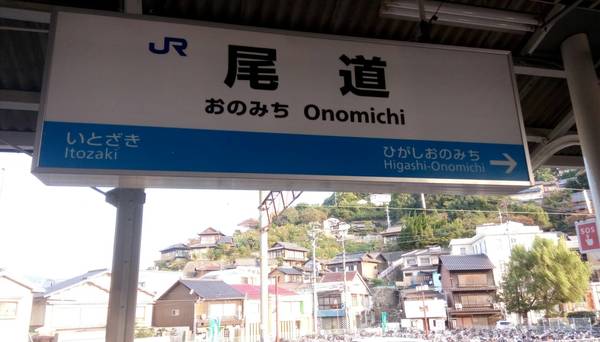 JR
尾道
おのみち Onomichi
いとざき
Itozaki
ひがしおのみち →
Higashi-Onomichi
SOS